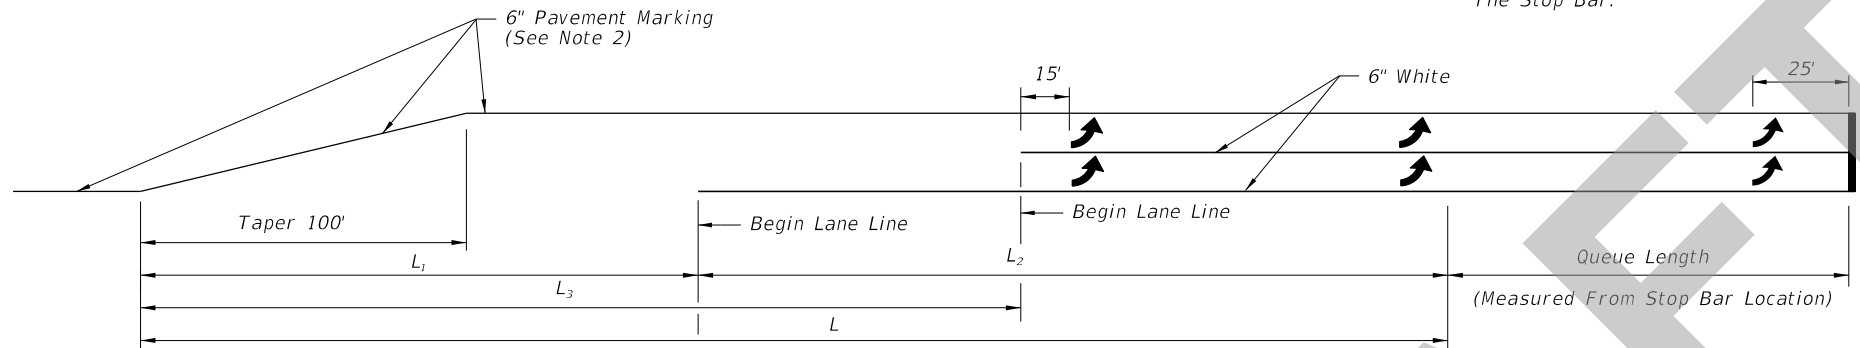 The Stop Bar.
6" Pavement Marking
(See Note 2)
15'
6" White
25'
Taper 100'
Begin Lane Line
Begin Lane Line
L₁
L₂
Queue Length
L₃
(Measured From Stop Bar Location)
L